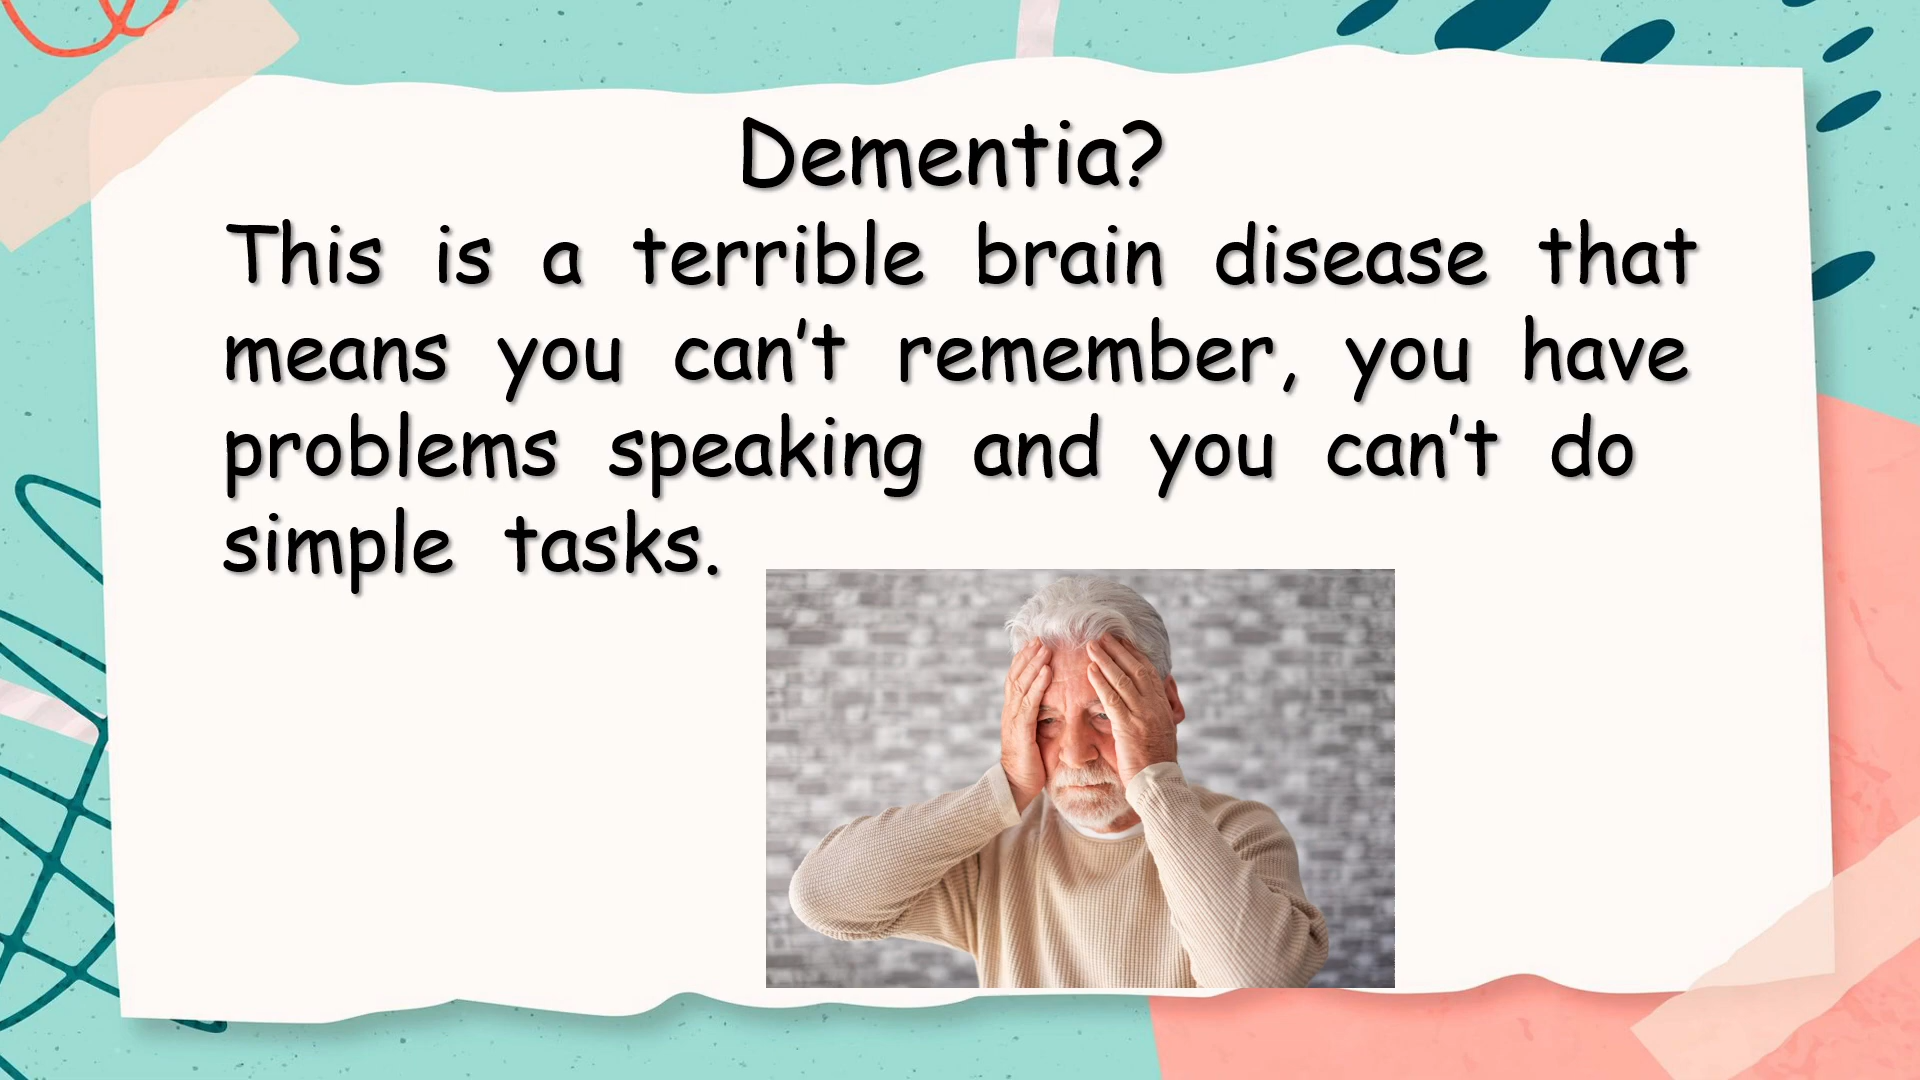 Dementia?
This is a terrible brain disease that
means you can’t remember, you have
problems speaking and you can’t do
simple tasks.